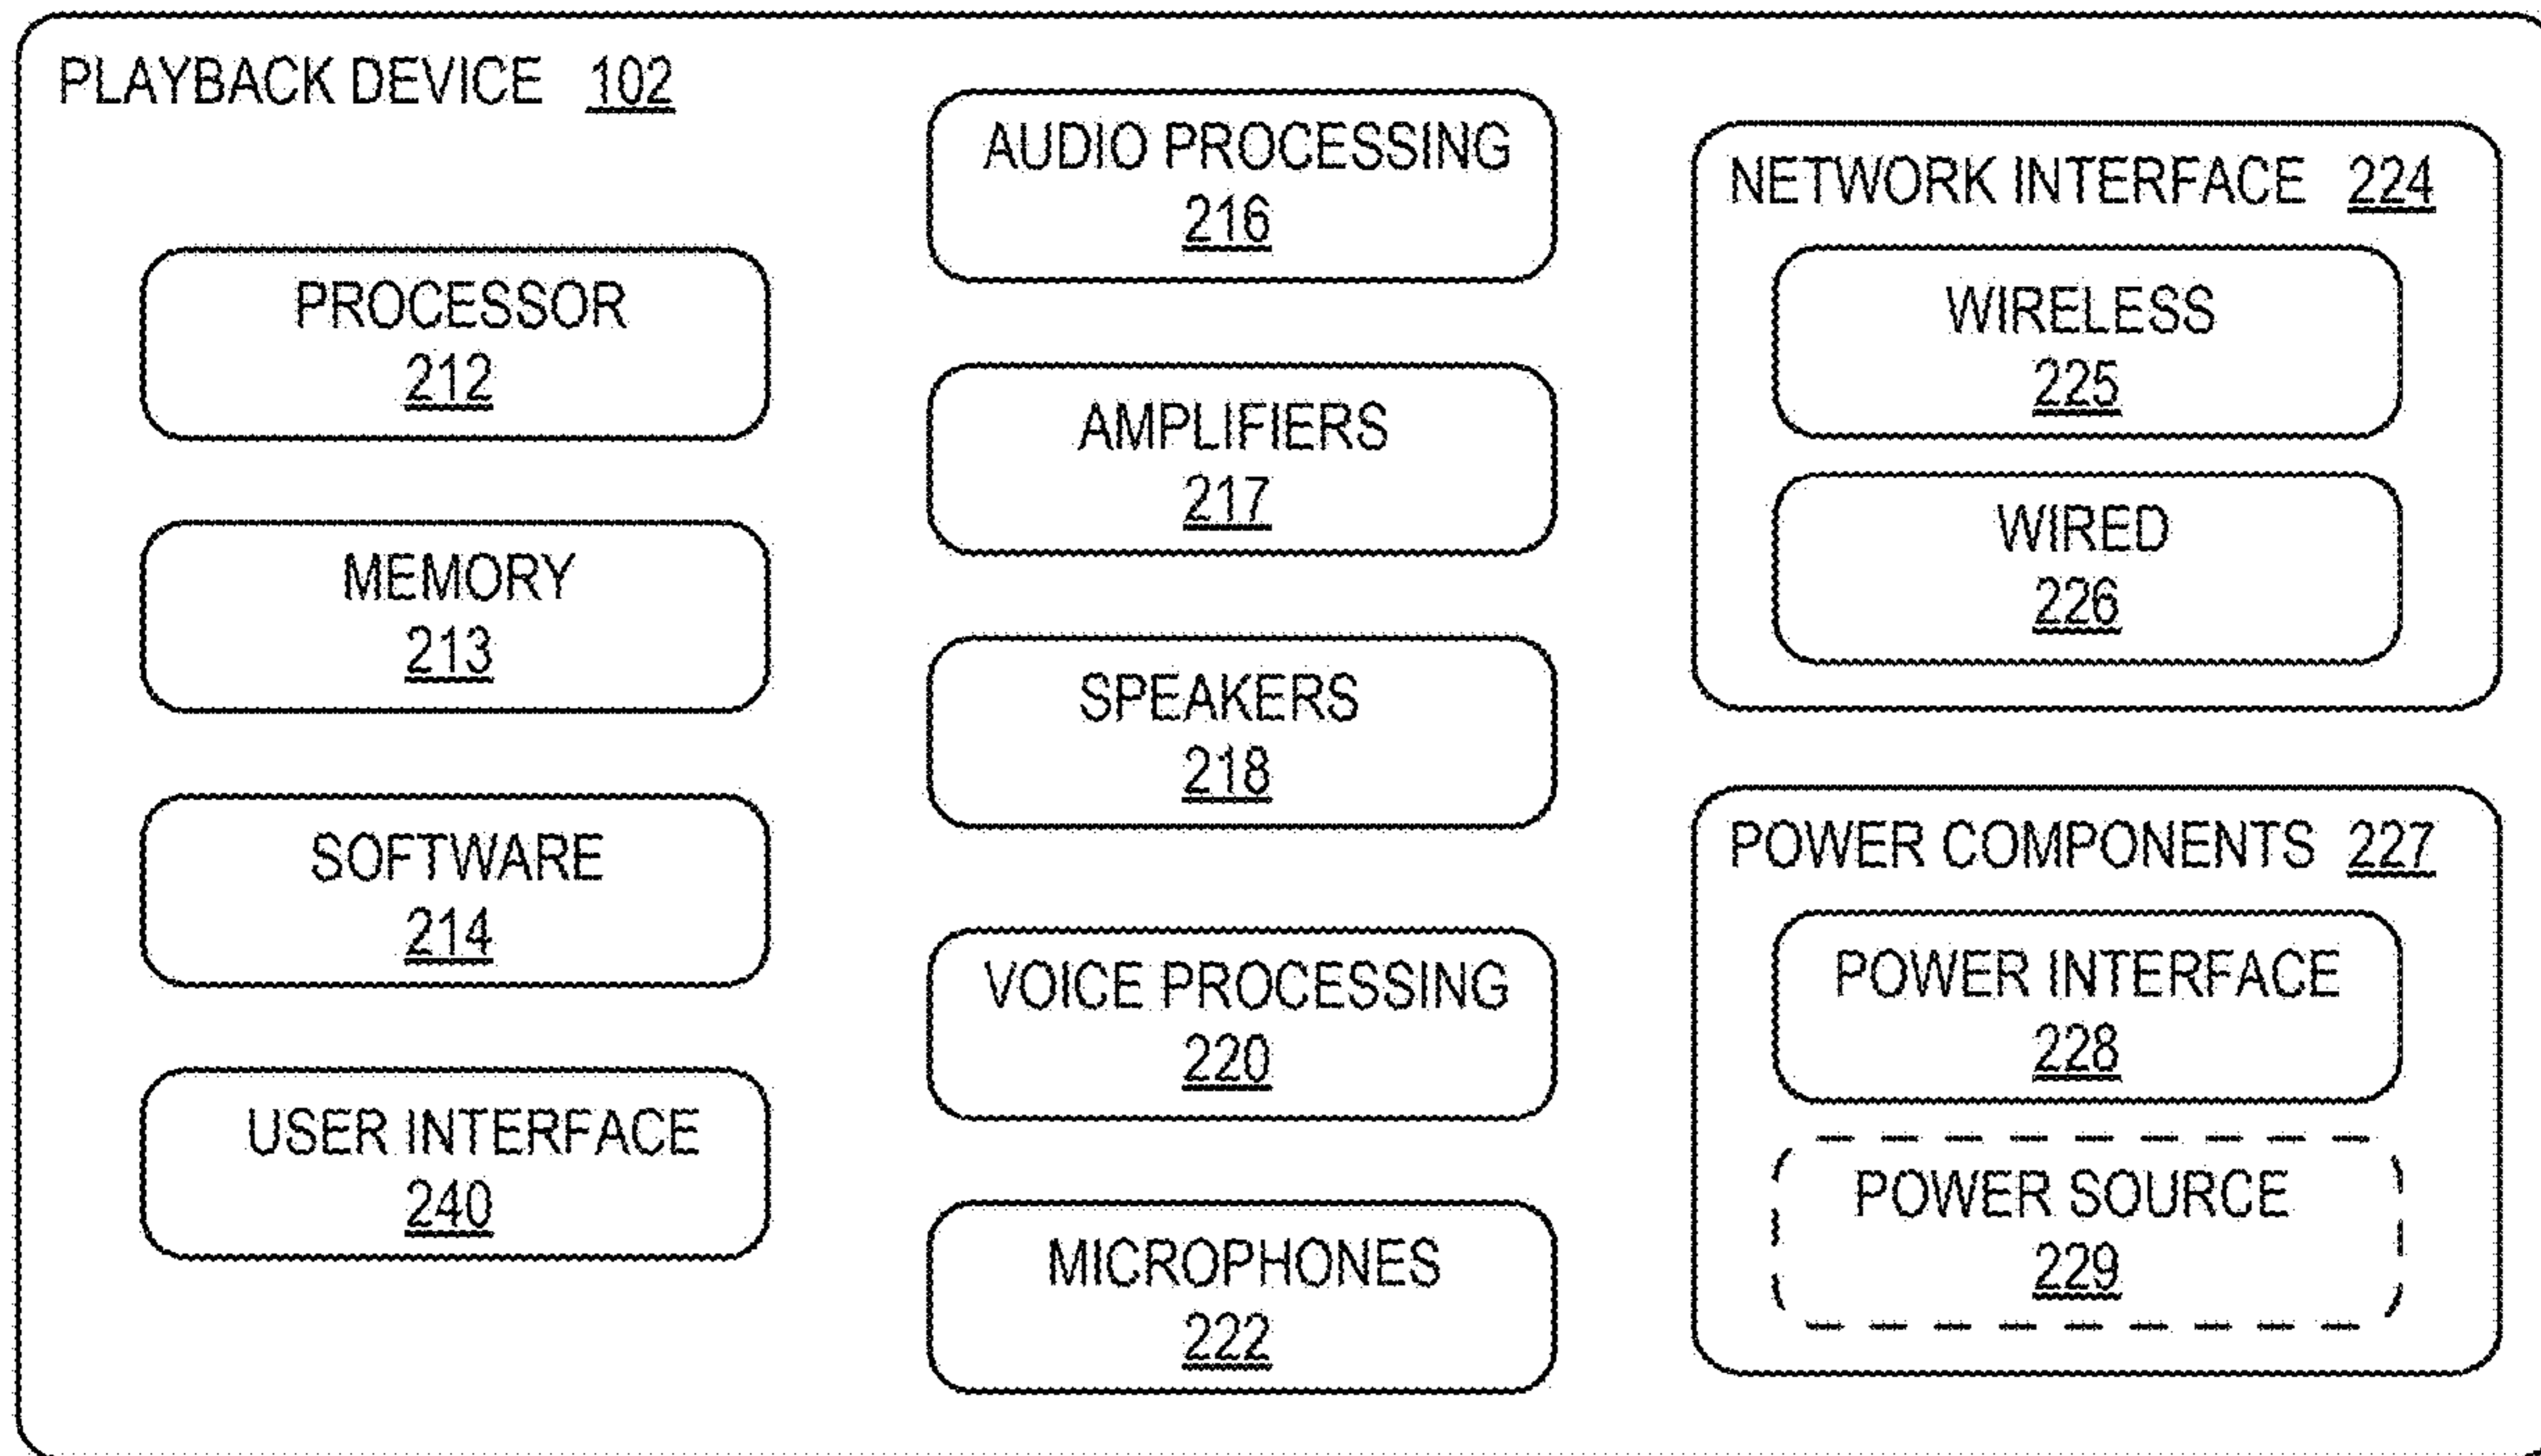 PLAYBACK DEVICE 102
PROCESSOR
212
MEMORY
213
SOFTWARE
214
USER INTERFACE
240
AUDIO PROCESSING
216
AMPLIFIERS
217
SPEAKERS
218
VOICE PROCESSING
220
MICROPHONES
222
NETWORK INTERFACE 224
WIRELESS
225
WIRED
226
POWER COMPONENTS 227
POWER INTERFACE
228
POWER SOURCE
229